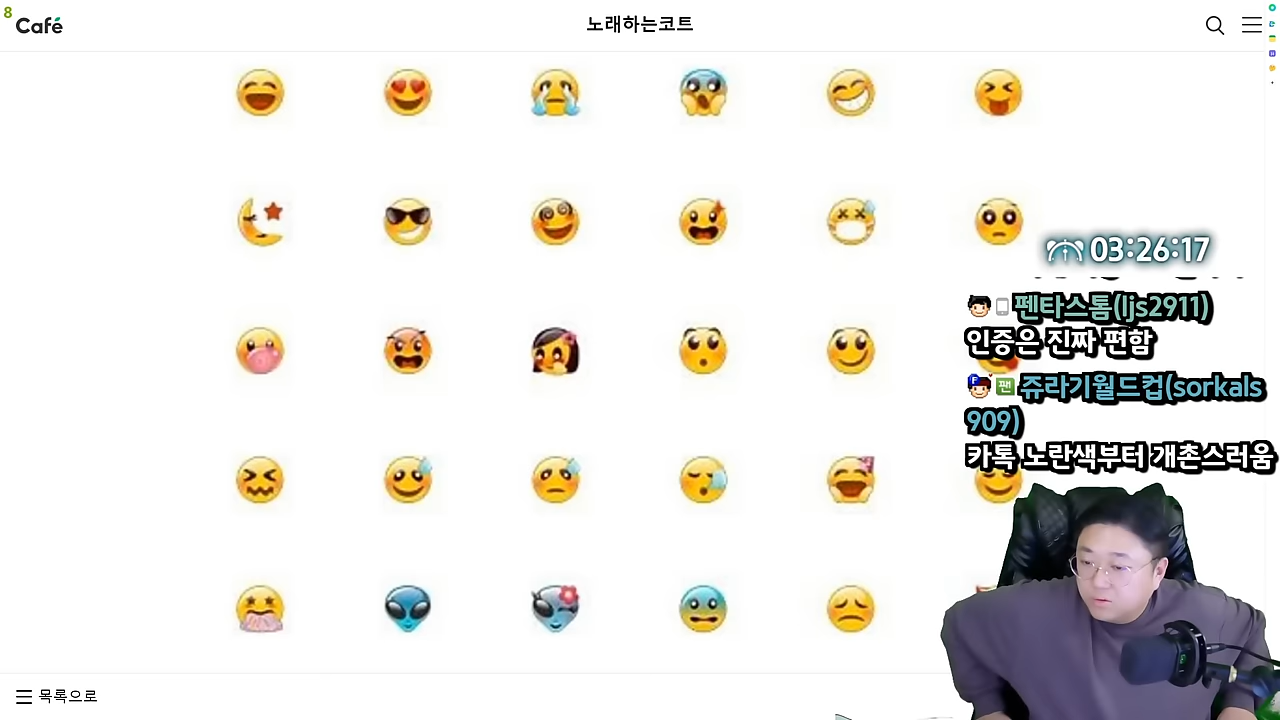 8
Café
노래하는코트
03:26:17
펜타스톰(ljs2911)
인증은 진짜 편함
F 짼 쥬라기월드컵(sorkals
909)
카톡 노란색부터 개촌스러움
목록으로